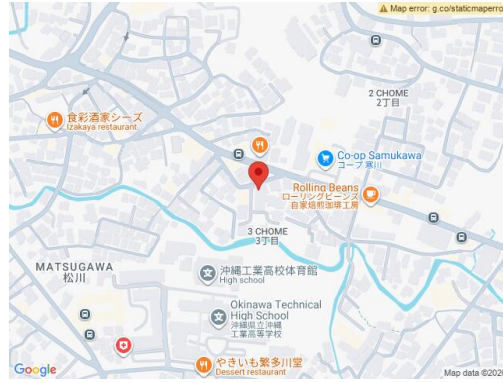 Map error: g.co/staticmaperro
2 CHOME
2丁目
食彩酒家シーズ
Izakaya restaurant
Co-op Samukawa
コープ 寒川
Rolling Beans
ローリングビーンズ
自家焙煎珈琲工房
3 CHOME
3丁目
MATSUGAWA
松川
沖縄工業高校体育館
High school
Okinawa Technical
High School
沖縄県立沖縄
工業高等学校
やきいも繁多川堂
Dessert restaurant
Google
Map data ©2026